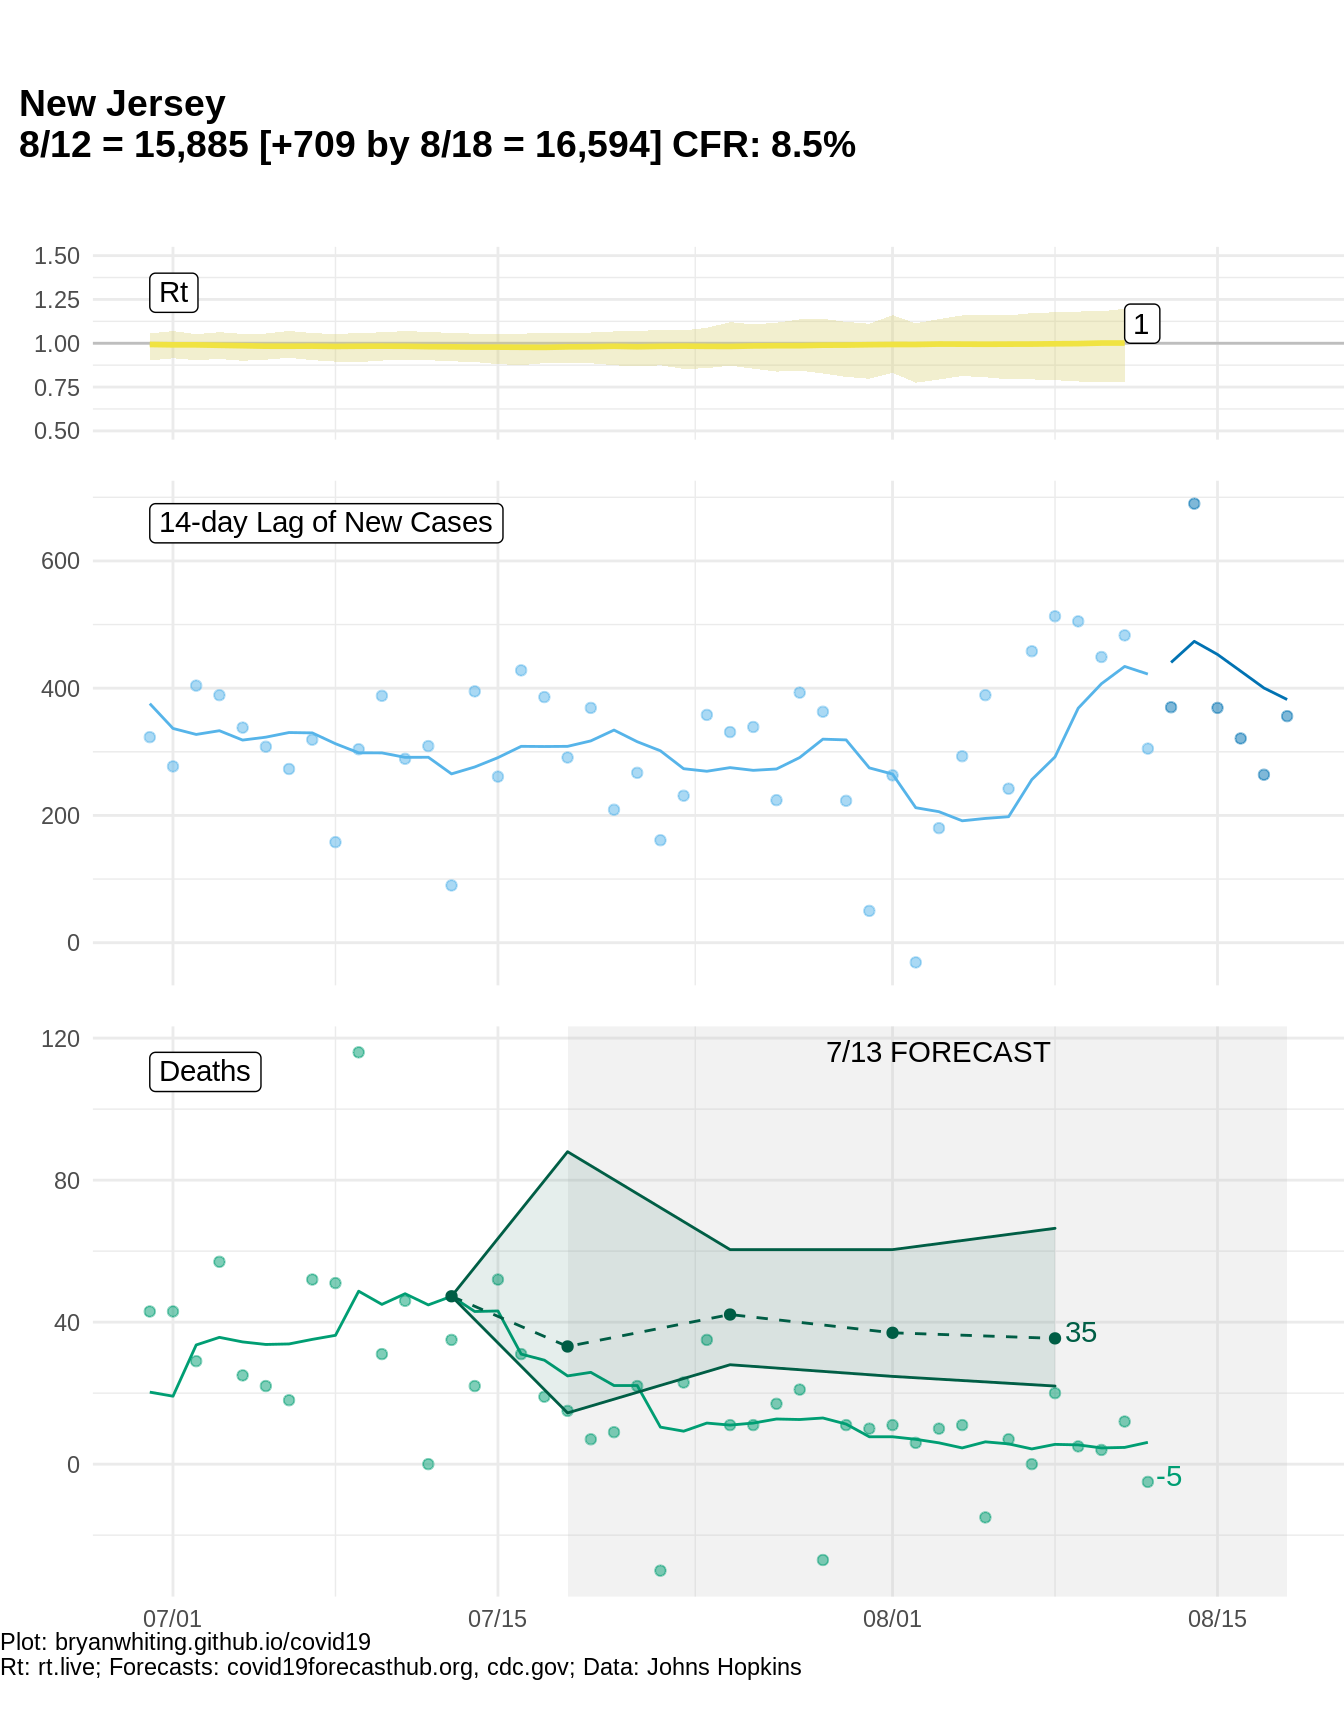 New Jersey
8/12 = 15,885 [+709 by 8/18 = 16,594] CFR: 8.5%
1.50
1.25
1.00
0.75
0.50
Rt
1
600
400
200
0
14-day Lag of New Cases
120
80
40
0
Deaths
7/13 FORECAST
35
-5
07/01
07/15
08/01
08/15
Plot: bryanwhiting.github.io/covid19
Rt: rt.live; Forecasts: covid19forecasthub.org, cdc.gov; Data: Johns Hopkins